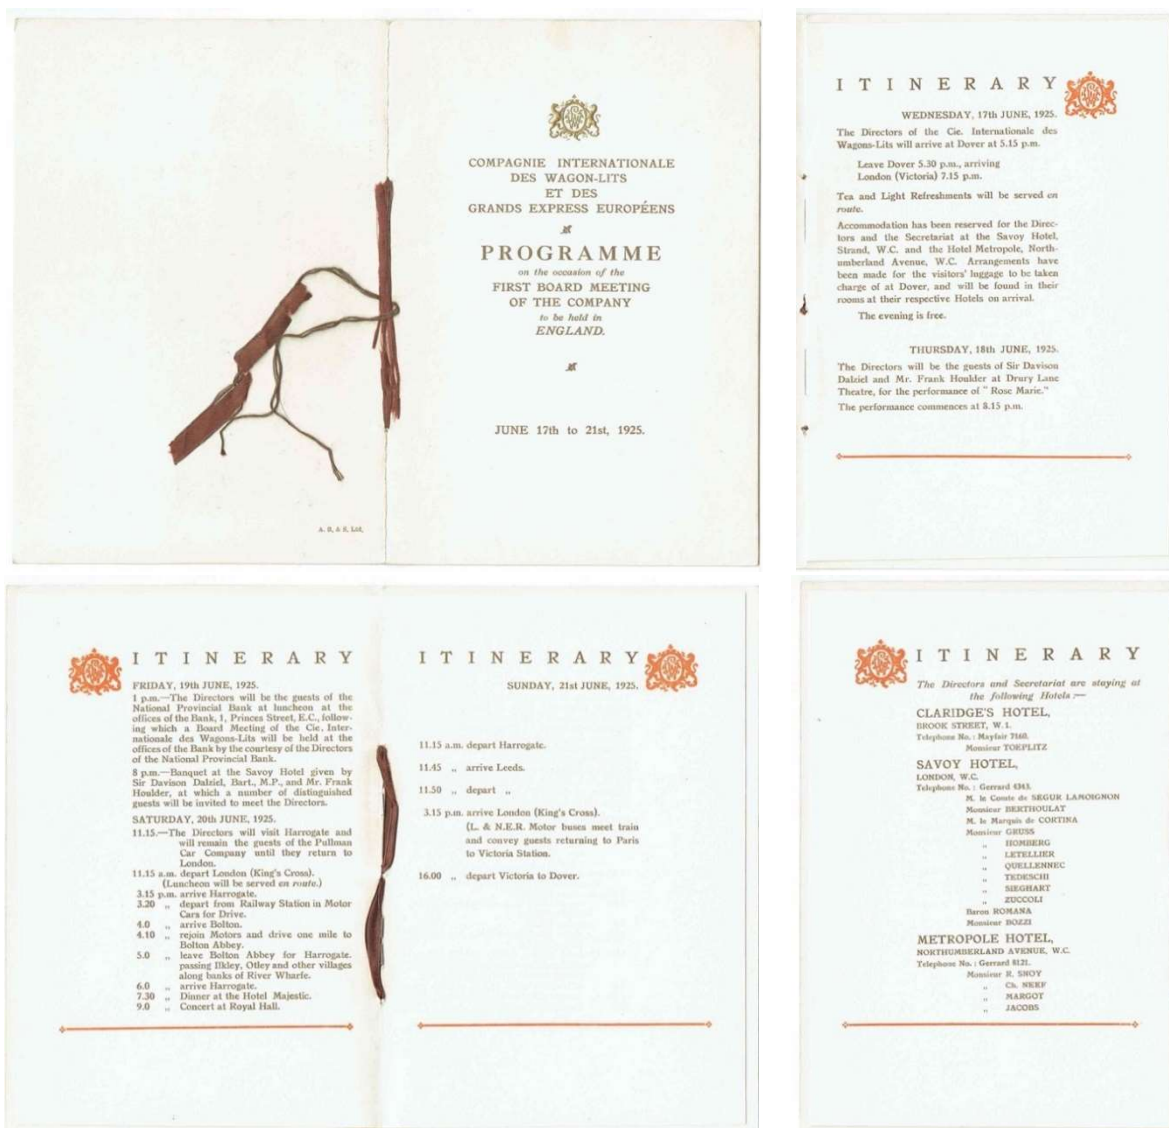 COMPAGNIE INTERNATIONALE
DES WAGON-LITS
ET DES
GRANDS EXPRESS EUROPÉENS
PROGRAMME
on the occasion of the
FIRST BOARD MEETING
OF THE COMPANY
to be held in
ENGLAND.
JUNE 17th to 21st, 1925.
A. B. & S. Ltd.
ITINERARY
WEDNESDAY, 17th JUNE, 1925.
The Directors of the Cie. Internationale des
Wagons-Lits will arrive at Dover at 5.15 p.m.
Leave Dover 5.30 p.m., arriving
London (Victoria) 7.15 p.m.
Tea and Light Refreshments will be served en
route.
Accommodation has been reserved for the Direc-
tors and the Secretariat at the Savoy Hotel,
Strand, W.C. and the Hotel Metropole, North-
umberland Avenue, W.C. Arrangements have
been made for the visitors' luggage to be taken
charge of at Dover, and will be found in their
rooms at their respective Hotels on arrival.
The evening is free.
THURSDAY, 18th JUNE, 1925.
The Directors will be the guests of Sir Davison
Dalziel and Mr. Frank Houlder at Drury Lane
Theatre, for the performance of " Rose Marie."
The performance commences at 8.15 p.m.
ITINERARY
FRIDAY, 19th JUNE, 1925.
1 p.m.—The Directors will be the guests of the
National Provincial Bank at luncheon at the
offices of the Bank, 1, Princes Street, E.C., follow-
ing which a Board Meeting of the Cie. Inter-
nationale des Wagons-Lits will be held at the
offices of the Bank by the courtesy of the Directors
of the National Provincial Bank.
8 p.m.—Banquet at the Savoy Hotel given by
Sir Davison Dalziel, Bart., M.P., and Mr. Frank
Houlder, at which a number of distinguished
guests will be invited to meet the Directors.
SATURDAY, 20th JUNE, 1925.
11.15.—The Directors will visit Harrogate and
will remain the guests of the Pullman
Car Company until they return to
London.
11.15 a.m. depart London (King's Cross).
(Luncheon will be served en route.)
3.15 p.m. arrive Harrogate.
3.20 „ depart from Railway Station in Motor
Cars for Drive.
4.0 „ arrive Bolton.
4.10 „ rejoin Motors and drive one mile to
Bolton Abbey.
5.0 „ leave Bolton Abbey for Harrogate.
passing Ilkley, Otley and other villages
along banks of River Wharfe.
6.0 „ arrive Harrogate.
7.30 „ Dinner at the Hotel Majestic.
9.0 „ Concert at Royal Hall.
ITINERARY
SUNDAY, 21st JUNE, 1925.
11.15 a.m. depart Harrogate.
11.45 „ arrive Leeds.
11.50 „ depart „
3.15 p.m. arrive London (King's Cross).
(L. & N.E.R. Motor buses meet train
and convey guests returning to Paris
to Victoria Station.
16.00 „ depart Victoria to Dover.
ITINERARY
The Directors and Secretariat are staying at
the following Hotels :—
CLARIDGE'S HOTEL,
BROOK STREET, W.1.
Telephone No. : Mayfair 7160.
Monsieur TOEPLITZ
SAVOY HOTEL,
LONDON, W.C.
Telephone No. : Gerrard 4343.
M. le Comte de SEGUR LAMOIGNON
Monsieur BERTHOULAT
M. le Marquis de CORTINA
Monsieur GRUSS
„ HOMBERG
„ LETELLIER
„ QUELLENNEC
„ TEDESCHI
„ SIEGHART
„ ZUCCOLI
Baron ROMANA
Monsieur BOZZI
METROPOLE HOTEL,
NORTHUMBERLAND AVENUE, W.C.
Telephone No. : Gerrard 8121.
Monsieur R. SNOY
„ Ch. NEEF
„ MARGOT
„ JACOBS